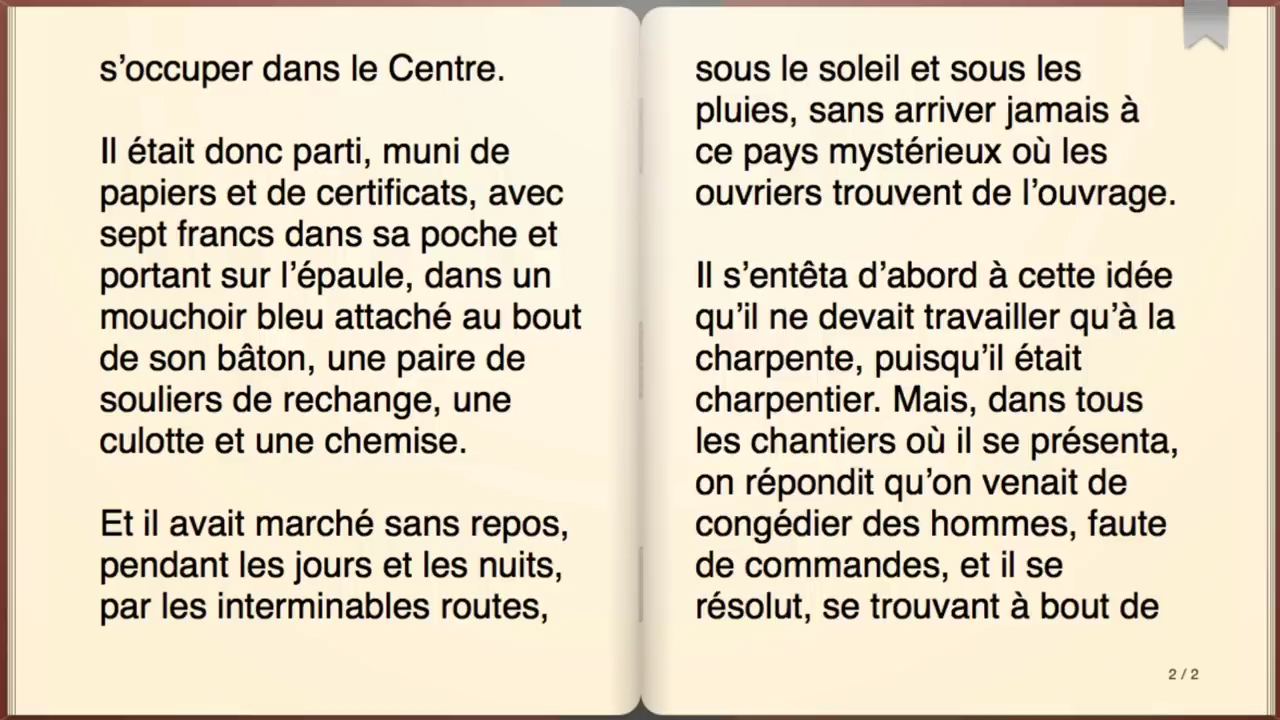 s’occuper dans le Centre.
Il était donc parti, muni de
papiers et de certificats, avec
sept francs dans sa poche et
portant sur l’épaule, dans un
mouchoir bleu attaché au bout
de son bâton, une paire de
souliers de rechange, une
culotte et une chemise.
Et il avait marché sans repos,
pendant les jours et les nuits,
par les interminables routes,
sous le soleil et sous les
pluies, sans arriver jamais à
ce pays mystérieux où les
ouvriers trouvent de l’ouvrage.
Il s’entêta d’abord à cette idée
qu’il ne devait travailler qu’à la
charpente, puisqu’il était
charpentier. Mais, dans tous
les chantiers où il se présenta,
on répondit qu’on venait de
congédier des hommes, faute
de commandes, et il se
résolut, se trouvant à bout de
2 / 2